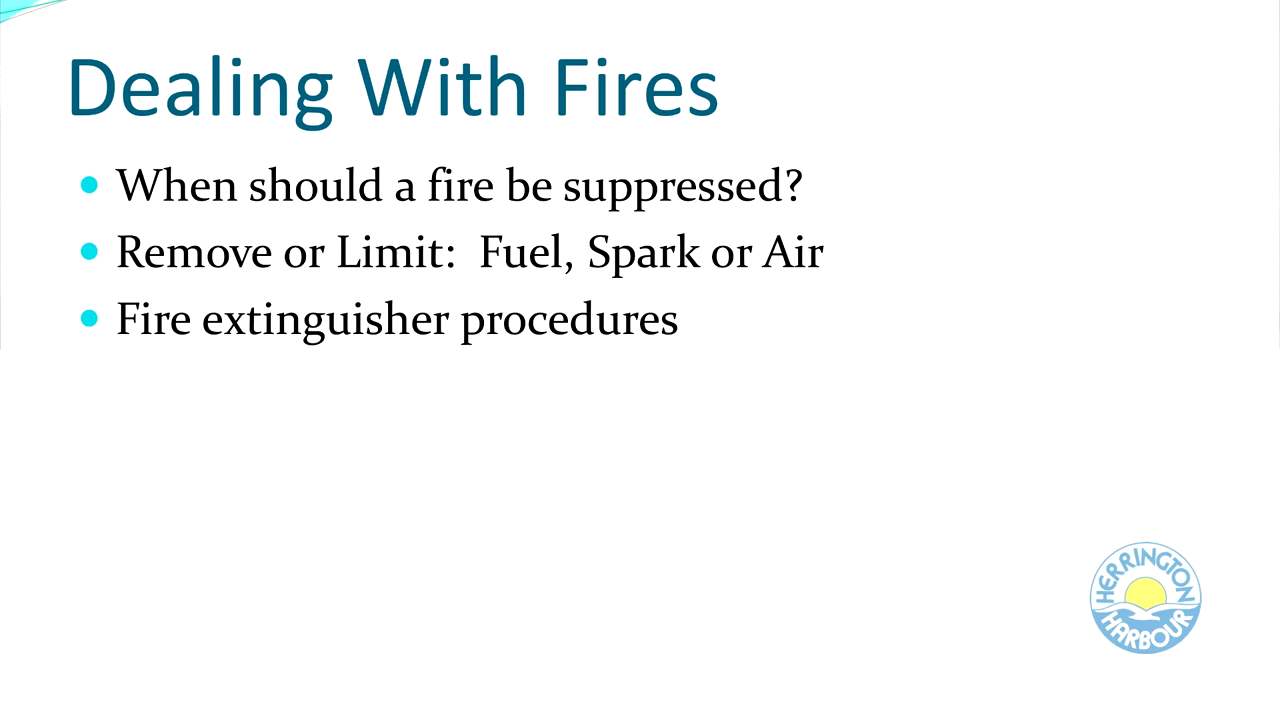 Dealing With Fires
When should a fire be suppressed?
Remove or Limit:  Fuel, Spark or Air
Fire extinguisher procedures
HERRINGTON
HARBOUR